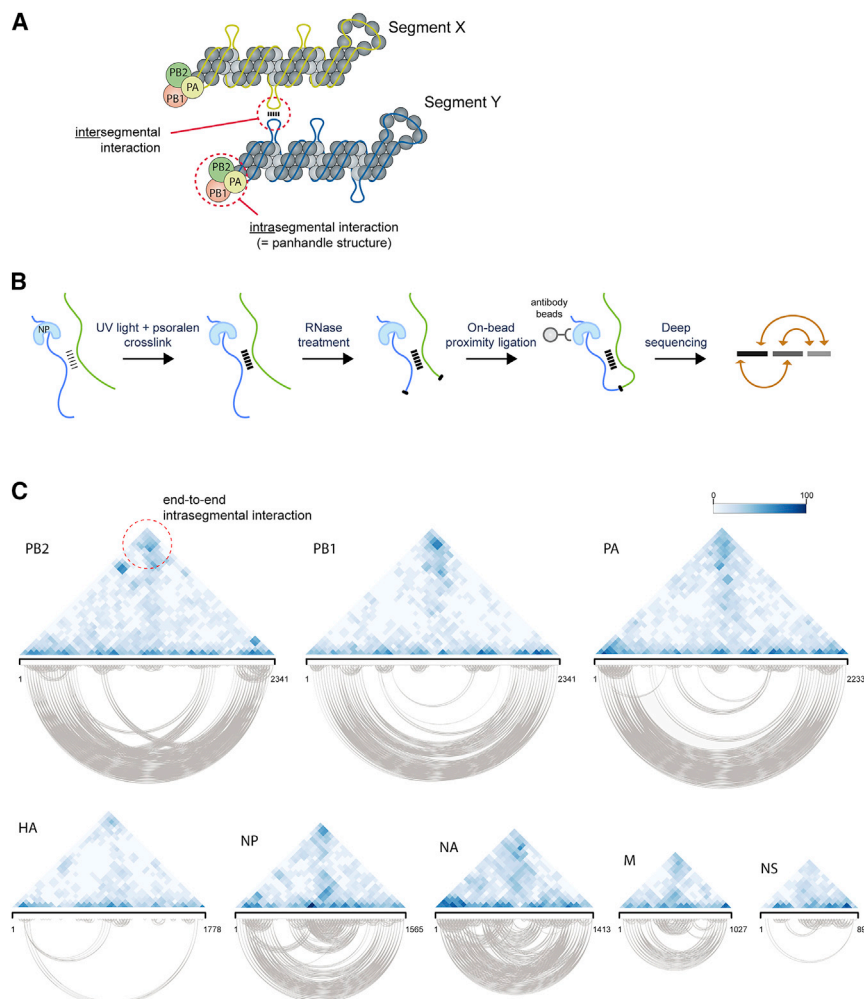 A
Segment X
PB2
PA
PB1
Segment Y
intersegmental
interaction
PB2
PA
PB1
intrasegmental interaction
(= panhandle structure)
B
NP
UV light + psoralen
crosslink
RNase
treatment
On-bead
proximity ligation
antibody
beads
Deep
sequencing
C
end-to-end
intrasegmental interaction
0
100
PB2
PB1
PA
1
2341
1
2341
1
2233
HA
NP
NA
M
NS
1
1778
1
1565
1
1413
1
1027
1
89